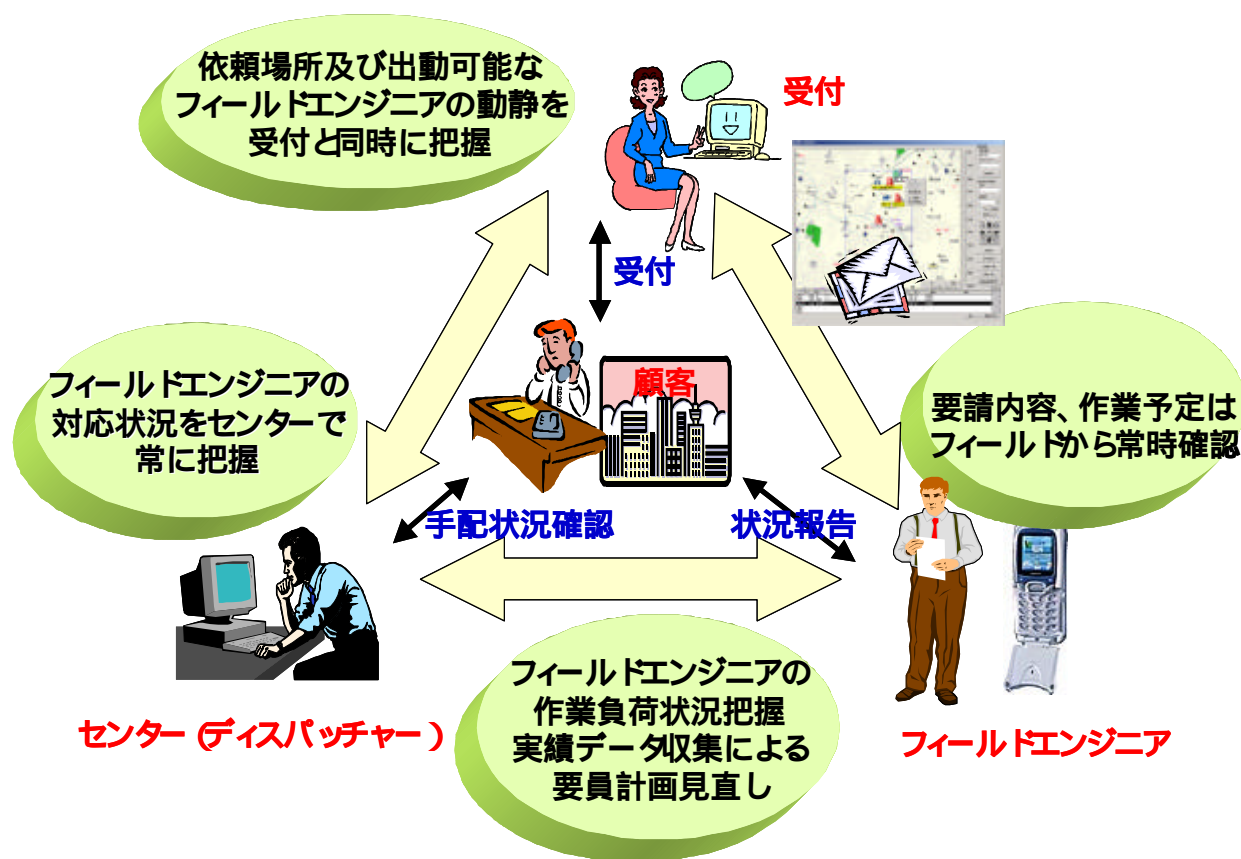 依頼場所及び出動可能な
フィールドエンジニアの動静を
受付と同時に把握
受付
受付
フィールドエンジニアの
対応状況をセンターで
常に把握
顧客
要請内容、作業予定は
フィールドから常時確認
手配状況確認
状況報告
センター（ディスパッチャー）
フィールドエンジニアの
作業負荷状況把握
実績データ収集による
要員計画見直し
フィールドエンジニア